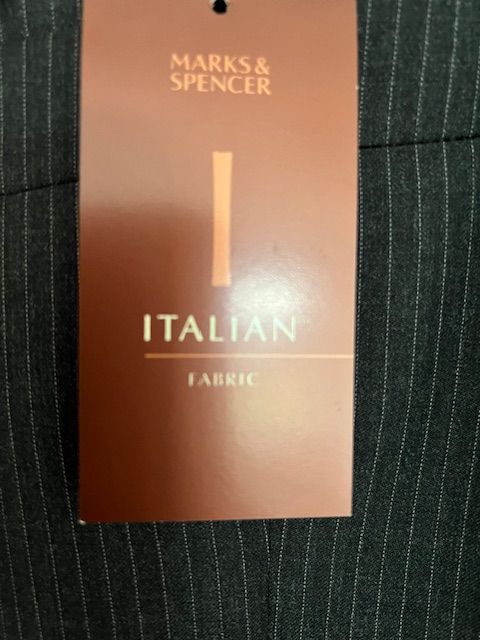 MARKS &
SPENCER
I
ITALIAN
FABRIC